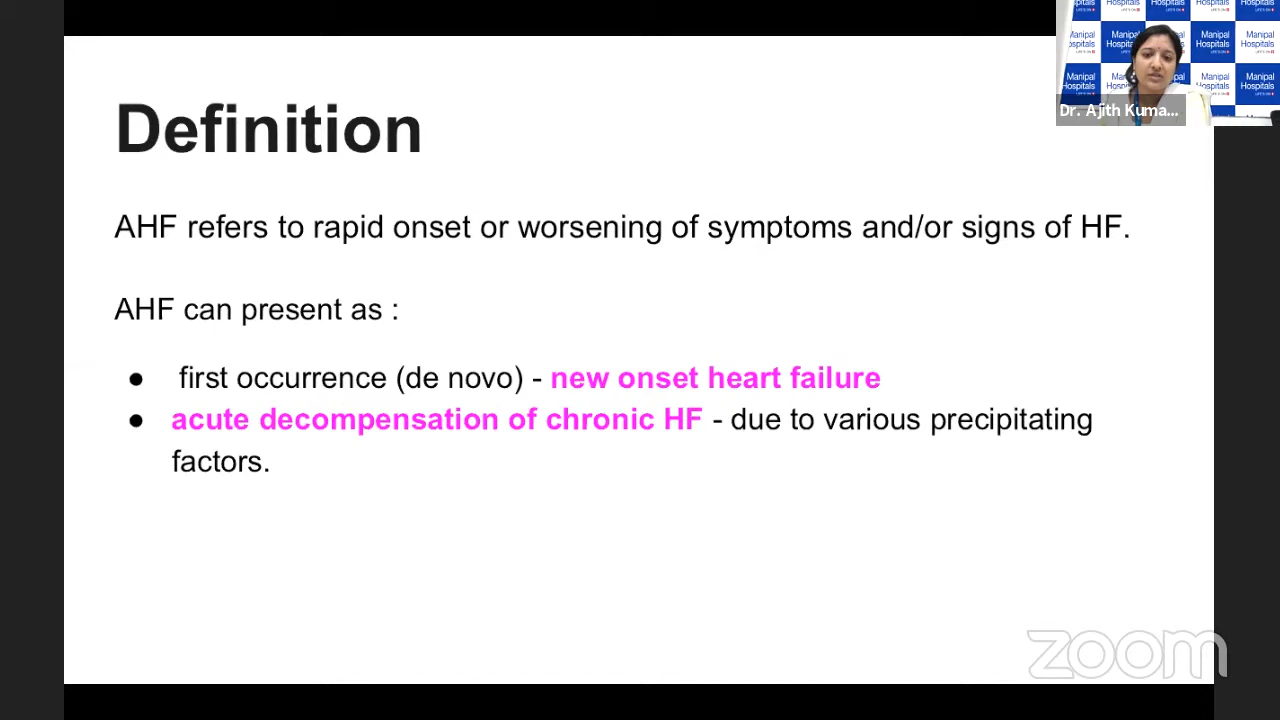 Definition
AHF refers to rapid onset or worsening of symptoms and/or signs of HF.
AHF can present as :
● first occurrence (de novo) - new onset heart failure
● acute decompensation of chronic HF - due to various precipitating
factors.
Manipal Hospitals
Dr. Ajith Kuma...
zoom